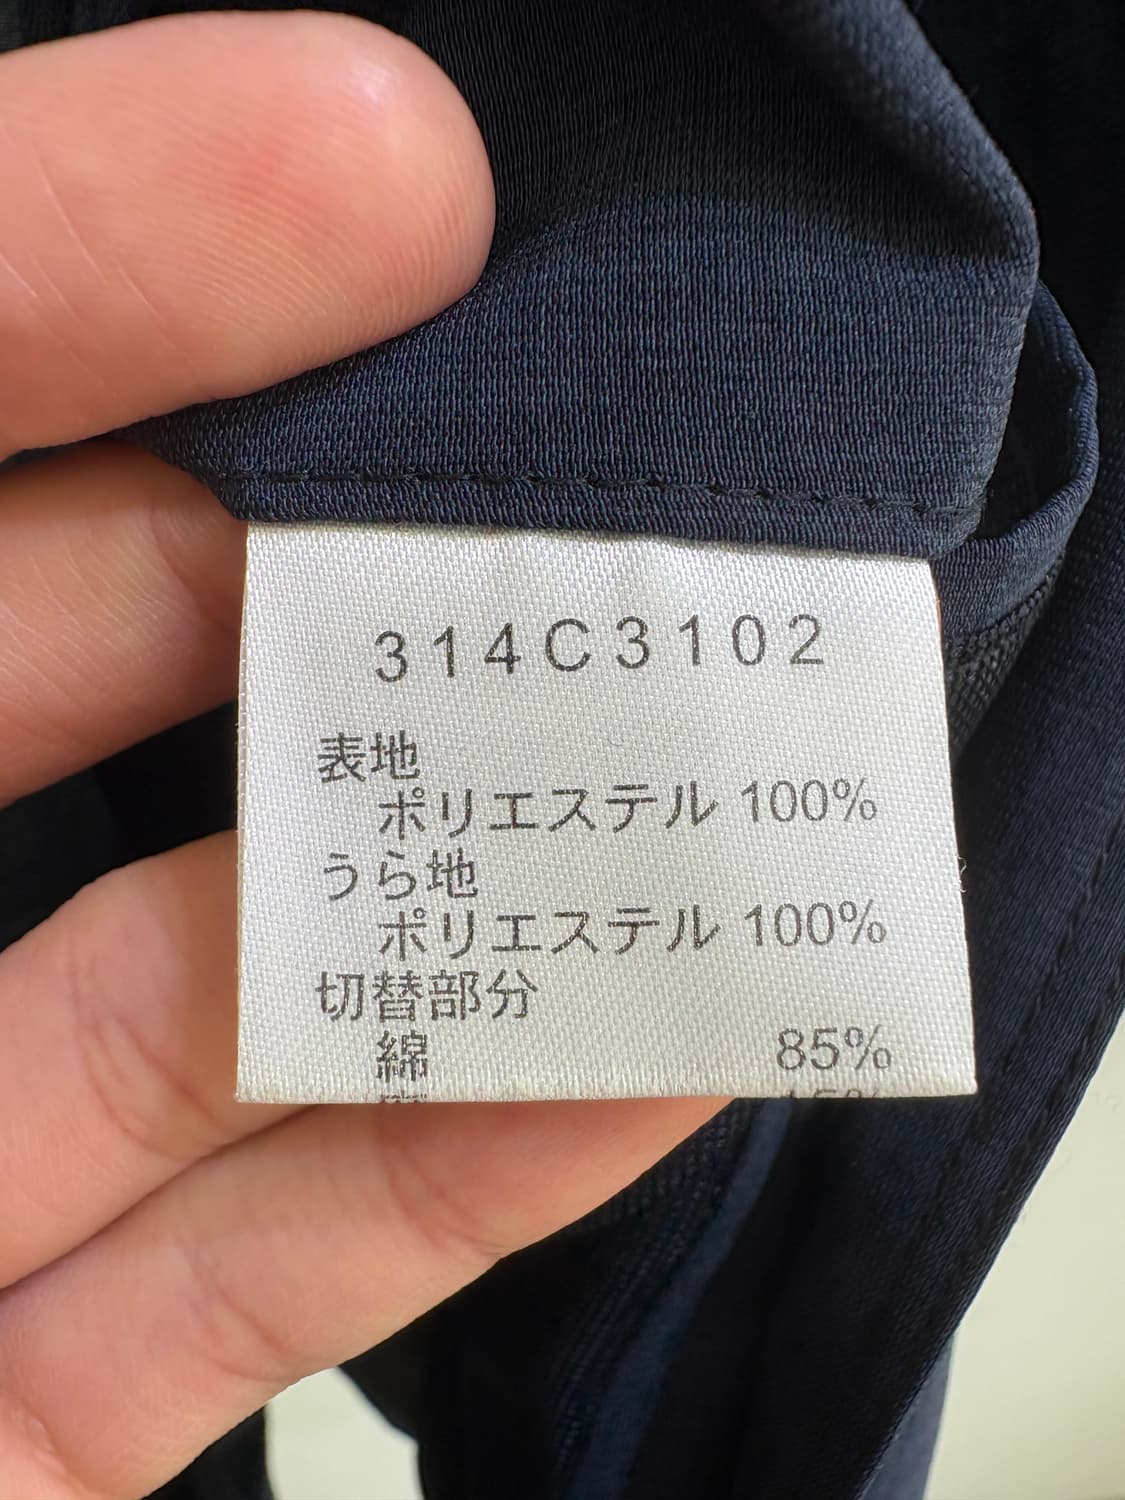 314C3102
表地
ポリエステル 100%
うら地
ポリエステル 100%
切替部分
綿 85%